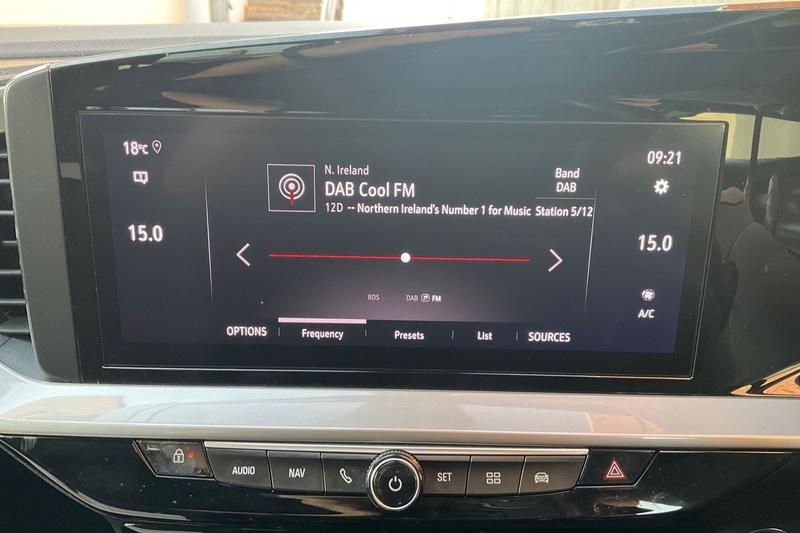 18°C
09:21
N. Ireland
Band
DAB Cool FM
DAB
12D -- Northern Ireland's Number 1 for Music
Station 5/12
15.0
15.0
RDS
DAB FM
A/C
OPTIONS
Frequency
Presets
List
SOURCES
AUDIO
NAV
SET